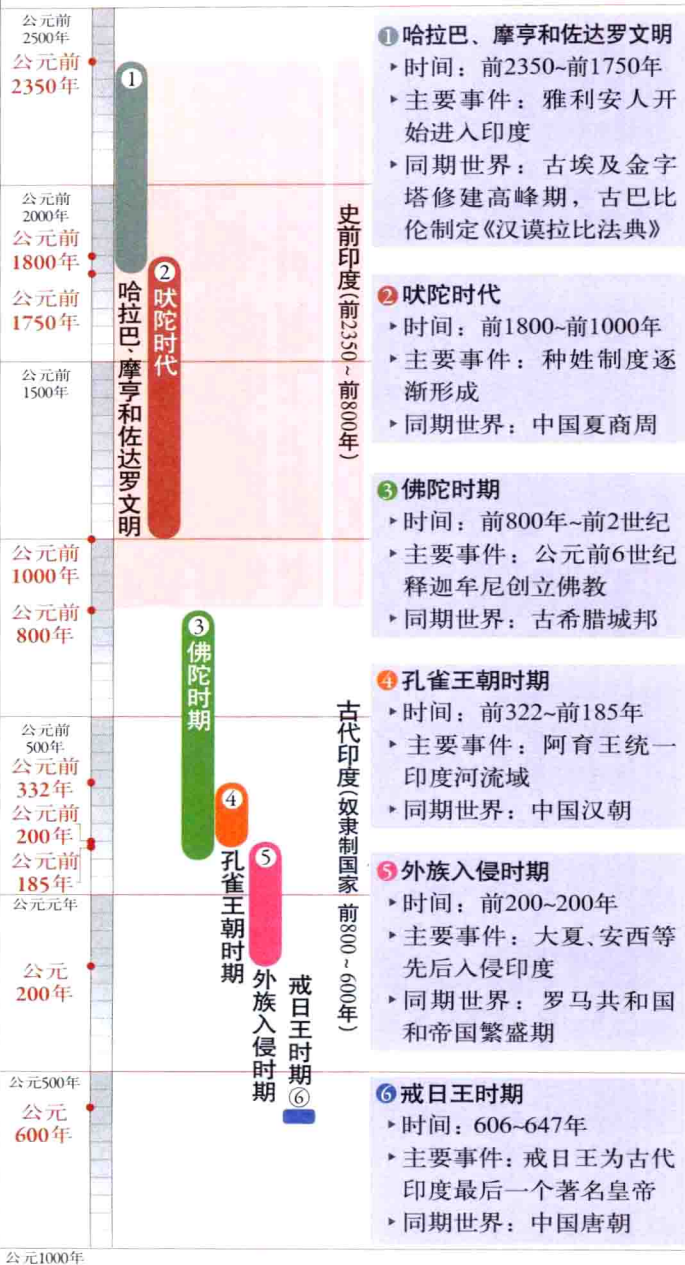 公元前
2500年
公元前
2350年
公元前
2000年
公元前
1800年
公元前
1750年
公元前
1500年
公元前
1000年
公元前
800年
公元前
500年
公元前
332年
公元前
200年
公元前
185年
公元元年
公元
200年
公元500年
公元
600年
公元1000年
①
哈拉巴、摩亨和佐达罗文明
②吠陀时代
③佛陀时期
④
孔雀王朝时期
⑤
外族入侵时期
戒日王时期⑥
史前印度(前2350~前800年)
古代印度(奴隶制国家 前800~600年)
❶哈拉巴、摩亨和佐达罗文明
▸时间：前2350~前1750年
▸主要事件：雅利安人开
始进入印度
▸同期世界：古埃及金字
塔修建高峰期，古巴比
伦制定《汉谟拉比法典》
❷吠陀时代
▸时间：前1800~前1000年
▸主要事件：种姓制度逐
渐形成
▸同期世界：中国夏商周
❸佛陀时期
▸时间：前800年~前2世纪
▸主要事件：公元前6世纪
释迦牟尼创立佛教
▸同期世界：古希腊城邦
❹孔雀王朝时期
▸时间：前322~前185年
▸主要事件：阿育王统一
印度河流域
▸同期世界：中国汉朝
❺外族入侵时期
▸时间：前200~200年
▸主要事件：大夏、安西等
先后入侵印度
▸同期世界：罗马共和国
和帝国繁盛期
❻戒日王时期
▸时间：606~647年
▸主要事件：戒日王为古代
印度最后一个著名皇帝
▸同期世界：中国唐朝